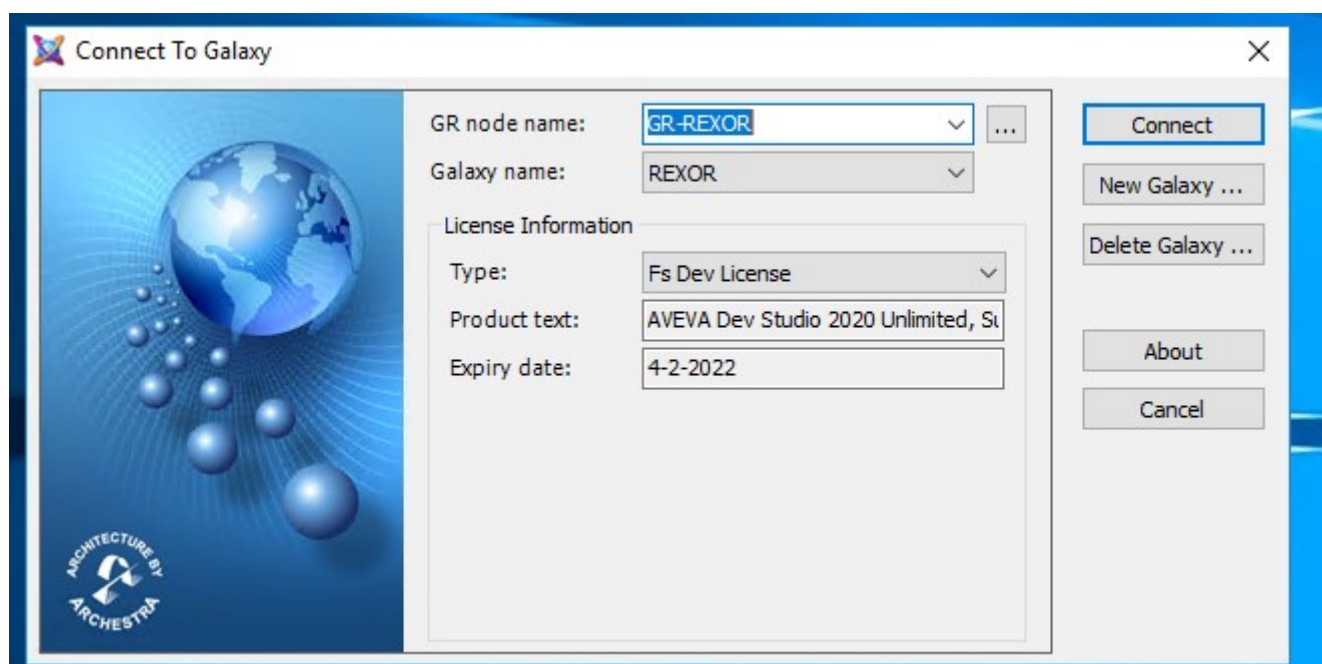 Connect To Galaxy
GR node name: GR-REXOR ...
Galaxy name: REXOR
License Information
Type: Fs Dev License
Product text: AVEVA Dev Studio 2020 Unlimited, Su
Expiry date: 4-2-2022
Connect
New Galaxy ...
Delete Galaxy ...
About
Cancel
ARCHITECTURE BY
ARCHESTRA